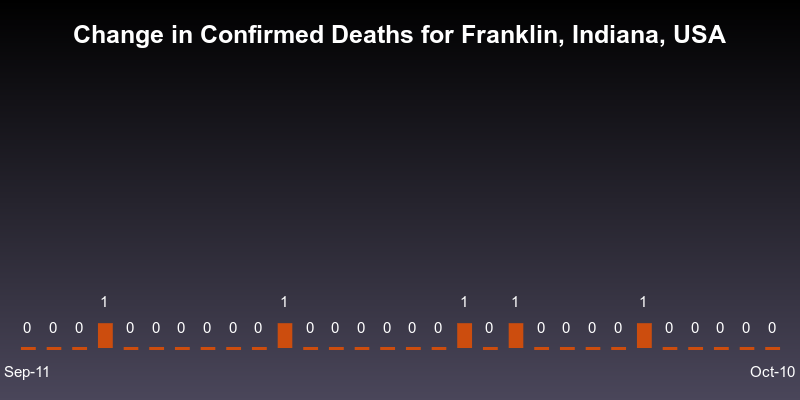 Change in Confirmed Deaths for Franklin, Indiana, USA
1 1 1 1 1
0 0 0 0 0 0 0 0 0 0 0 0 0 0 0 0 0 0 0 0 0 0 0 0 0
Sep-11 Oct-10